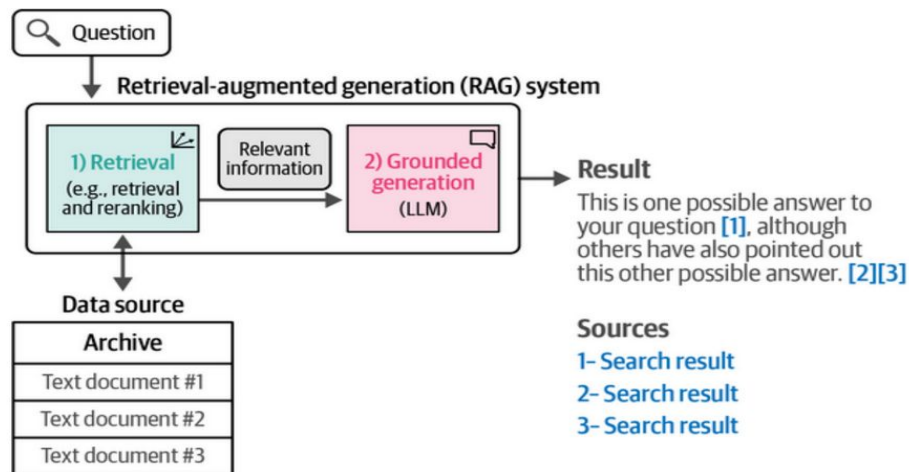 Question
Retrieval-augmented generation (RAG) system
1) Retrieval
(e.g., retrieval
and reranking)
Relevant
information
2) Grounded
generation
(LLM)
Result
This is one possible answer to
your question [1], although
others have also pointed out
this other possible answer. [2][3]
Sources
1– Search result
2– Search result
3– Search result
Data source
Archive
Text document #1
Text document #2
Text document #3